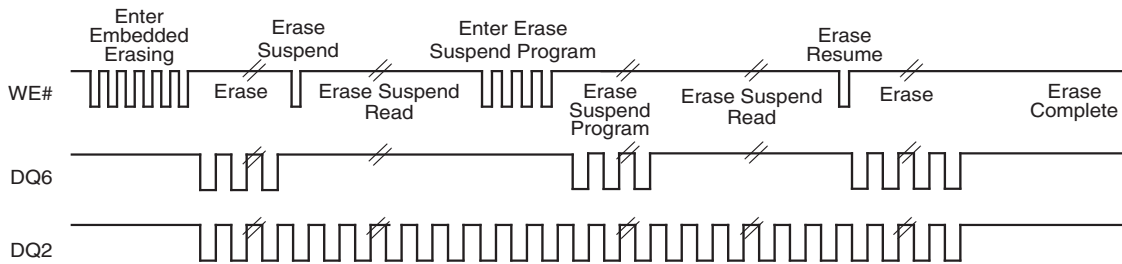 Enter
Embedded
Erasing
Erase
Suspend
Enter Erase
Suspend Program
Erase
Resume
WE#
Erase
Erase Suspend
Read
Erase
Suspend
Program
Erase Suspend
Read
Erase
Erase
Complete
DQ6
DQ2